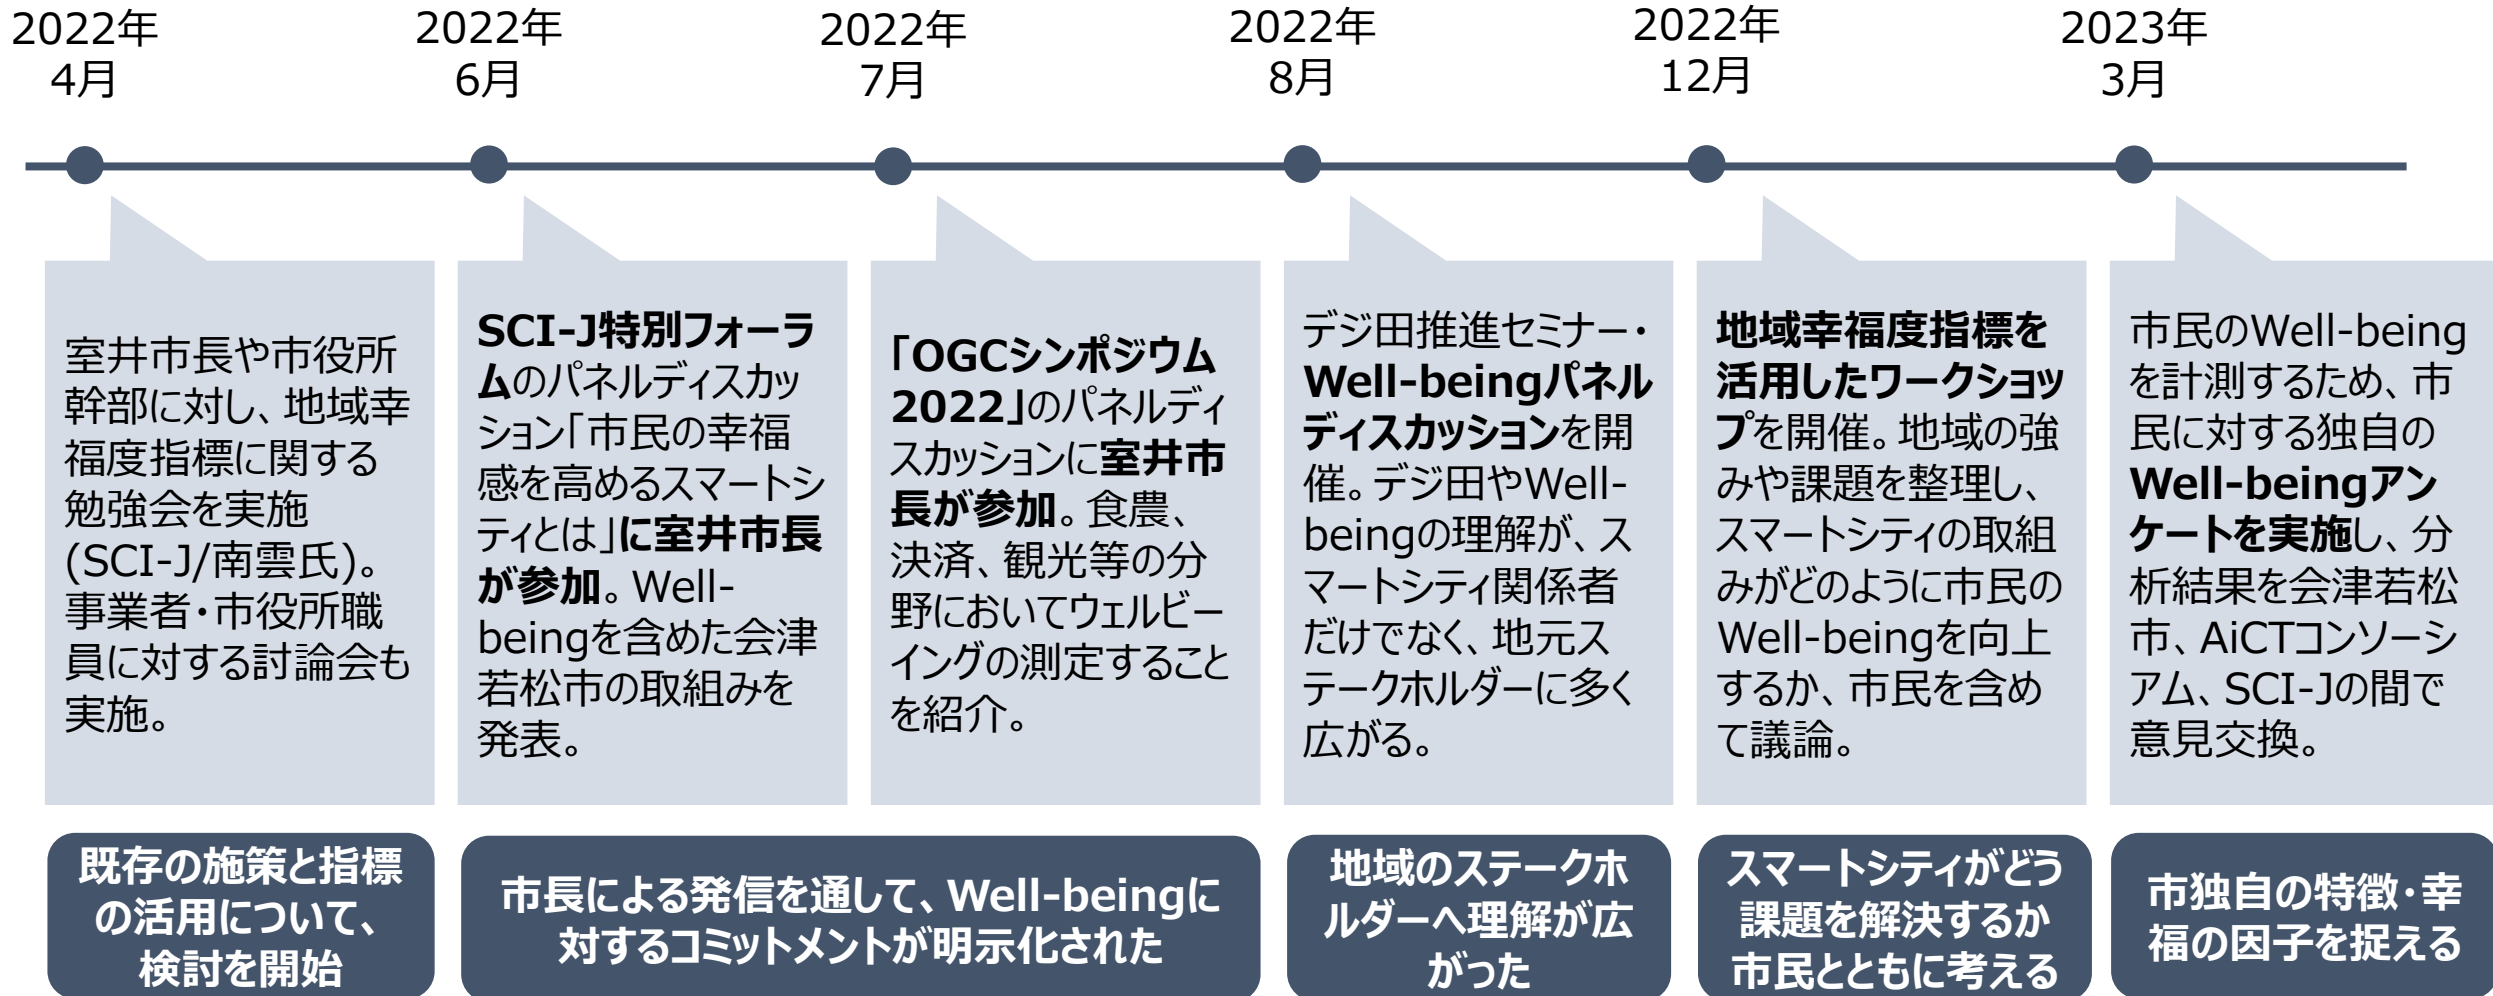 2022年
4月
2022年
6月
2022年
7月
2022年
8月
2022年
12月
2023年
3月
室井市長や市役所
幹部に対し、地域幸
福度指標に関する
勉強会を実施
(SCI-J/南雲氏)。
事業者・市役所職
員に対する討論会も
実施。
SCI-J特別フォーラ
ムのパネルディスカッ
ション「市民の幸福
感を高めるスマートシ
ティとは」に室井市長
が参加。Well-
beingを含めた会津
若松市の取組みを
発表。
「OGCシンポジウム
2022」のパネルディ
スカッションに室井市
長が参加。食農、
決済、観光等の分
野においてウェルビー
イングの測定すること
を紹介。
デジ田推進セミナー・
Well-beingパネル
ディスカッションを開
催。デジ田やWell-
beingの理解が、ス
マートシティ関係者
だけでなく、地元ス
テークホルダーに多く
広がる。
地域幸福度指標を
活用したワークショッ
プを開催。地域の強
みや課題を整理し、
スマートシティの取組
みがどのように市民の
Well-beingを向上
するか、市民を含め
て議論。
市民のWell-being
を計測するため、市
民に対する独自の
Well-beingアン
ケートを実施し、分
析結果を会津若松
市、AiCTコンソーシ
アム、SCI-Jの間で
意見交換。
既存の施策と指標
の活用について、
検討を開始
市長による発信を通して、Well-beingに
対するコミットメントが明示化された
地域のステークホ
ルダーへ理解が広
がった
スマートシティがどう
課題を解決するか
市民とともに考える
市独自の特徴・幸
福の因子を捉える